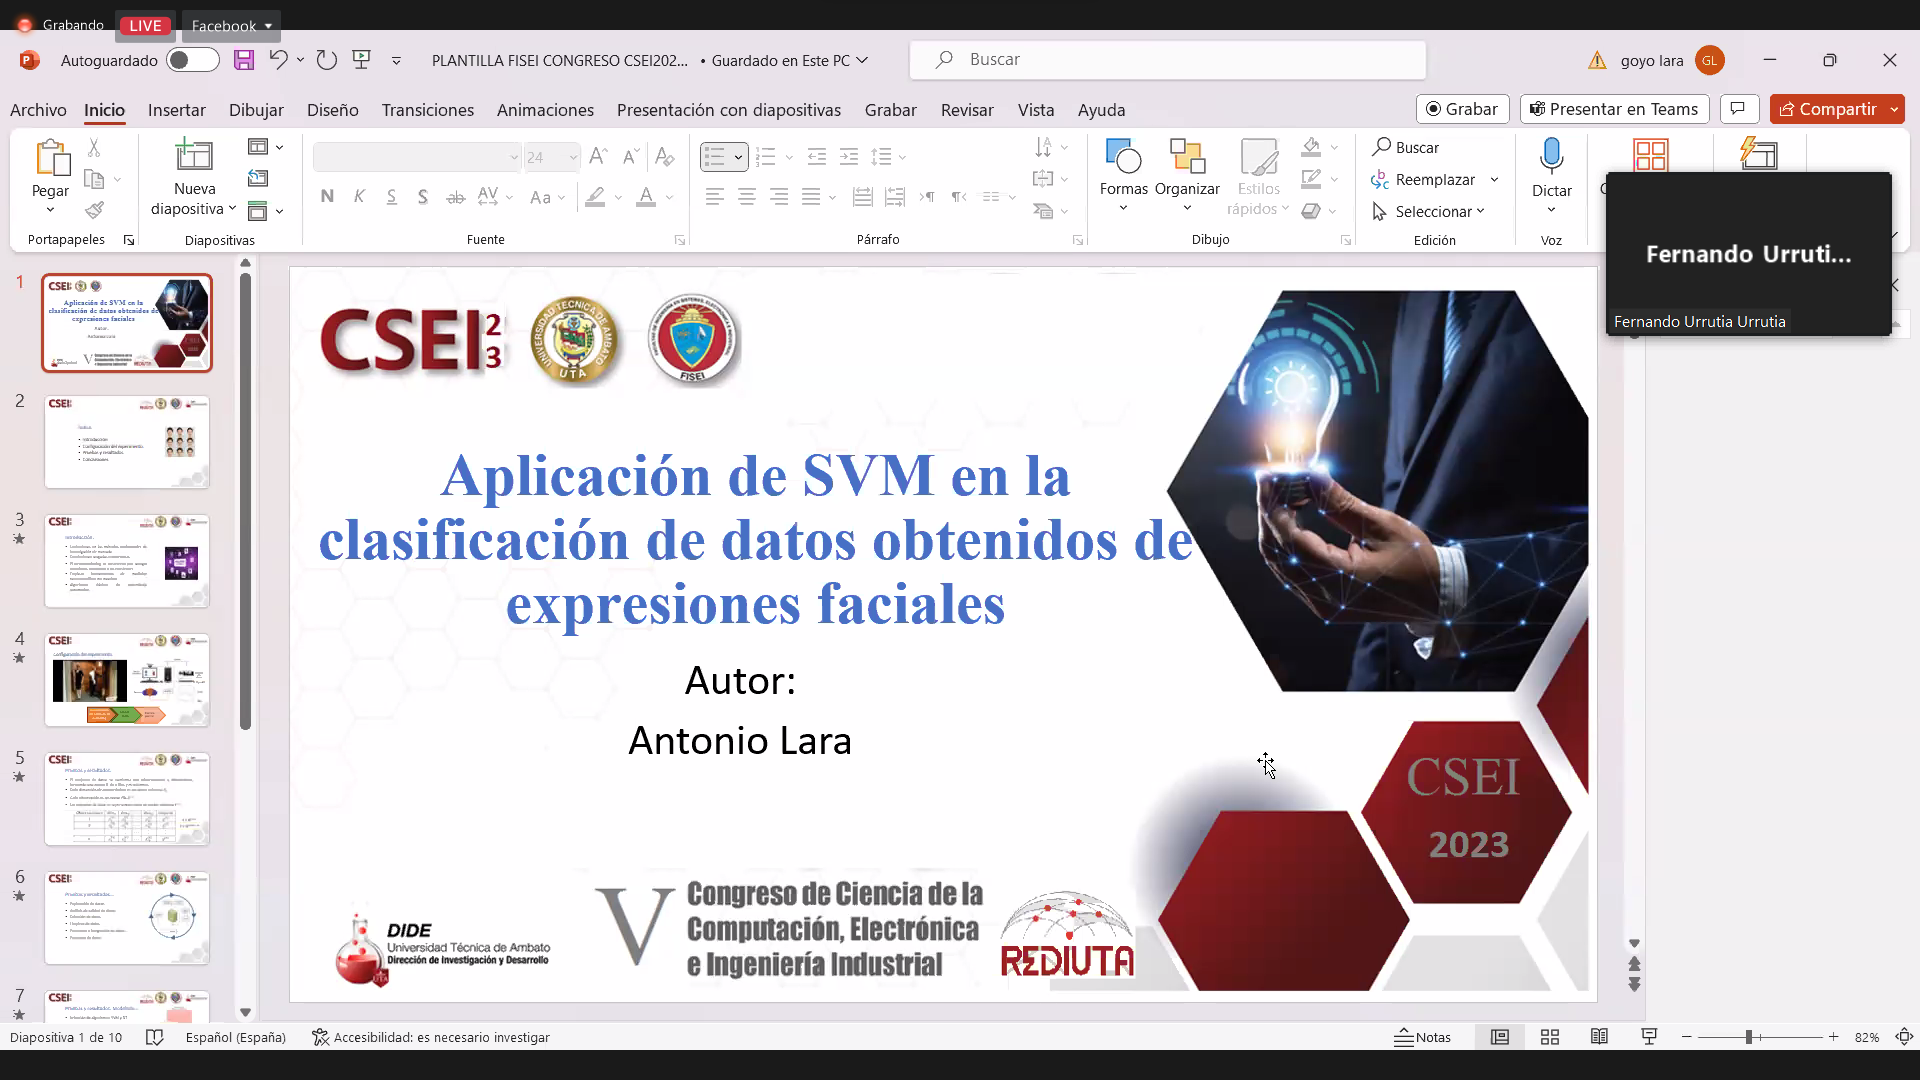 Grabando LIVE Facebook
Autoguardado PLANTILLA FISEI CONGRESO CSEI202... • Guardado en Este PC Buscar goyo lara GL
Archivo Inicio Insertar Dibujar Diseño Transiciones Animaciones Presentación con diapositivas Grabar Revisar Vista Ayuda Grabar Presentar en Teams Compartir
Pegar
Nueva diapositiva
24
Formas
Organizar
Estilos rápidos
Buscar
Reemplazar
Seleccionar
Dictar
Portapapeles Diapositivas Fuente Párrafo Dibujo Edición Voz
Fernando Urruti...
Fernando Urrutia Urrutia
1
2
3
4
5
6
7
CSEI 23
UNIVERSIDAD TECNICA DE AMBATO
UTA
FISEI
Aplicación de SVM en la
clasificación de datos obtenidos de
expresiones faciales
Autor:
Antonio Lara
CSEI
2023
DIDE
Universidad Técnica de Ambato
Dirección de Investigación y Desarrollo
V Congreso de Ciencia de la
Computación, Electrónica
e Ingeniería Industrial
REDIUTA
Diapositiva 1 de 10 Español (España) Accesibilidad: es necesario investigar Notas 82%